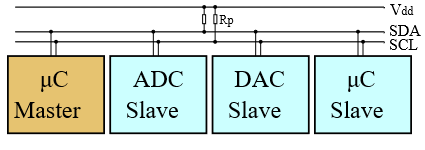 Vdd
Rp
SDA
SCL
μC
Master
ADC
Slave
DAC
Slave
μC
Slave